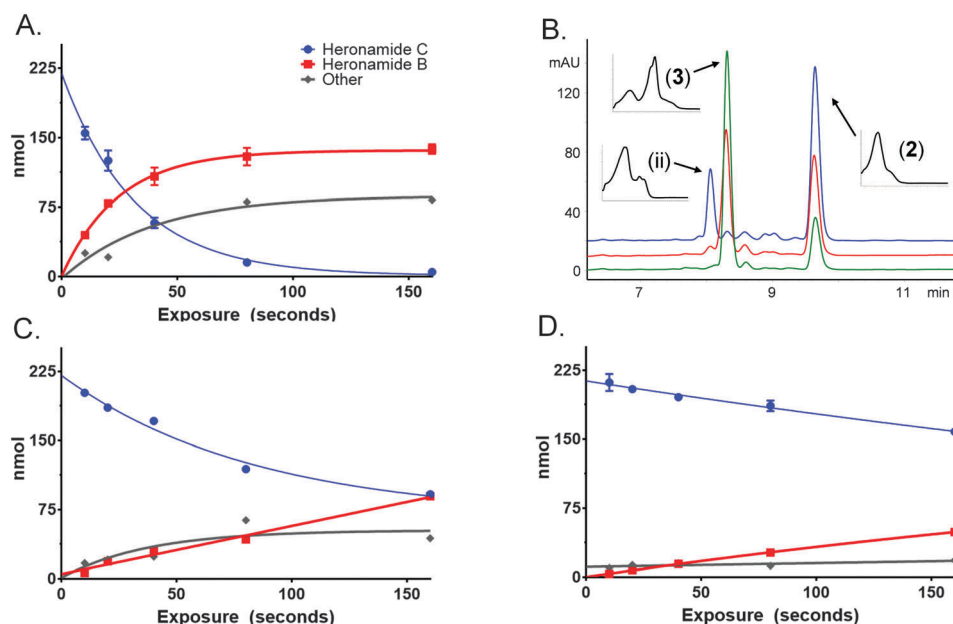 A.
225
150
75
0
nmol
Heronamide C
Heronamide B
Other
0 50 100 150
Exposure (seconds)
B.
mAU
120
80
40
0
(3)
(ii)
(2)
7 9 11 min
C.
225
150
75
0
nmol
0 50 100 150
Exposure (seconds)
D.
225
150
75
0
nmol
0 50 100 150
Exposure (seconds)